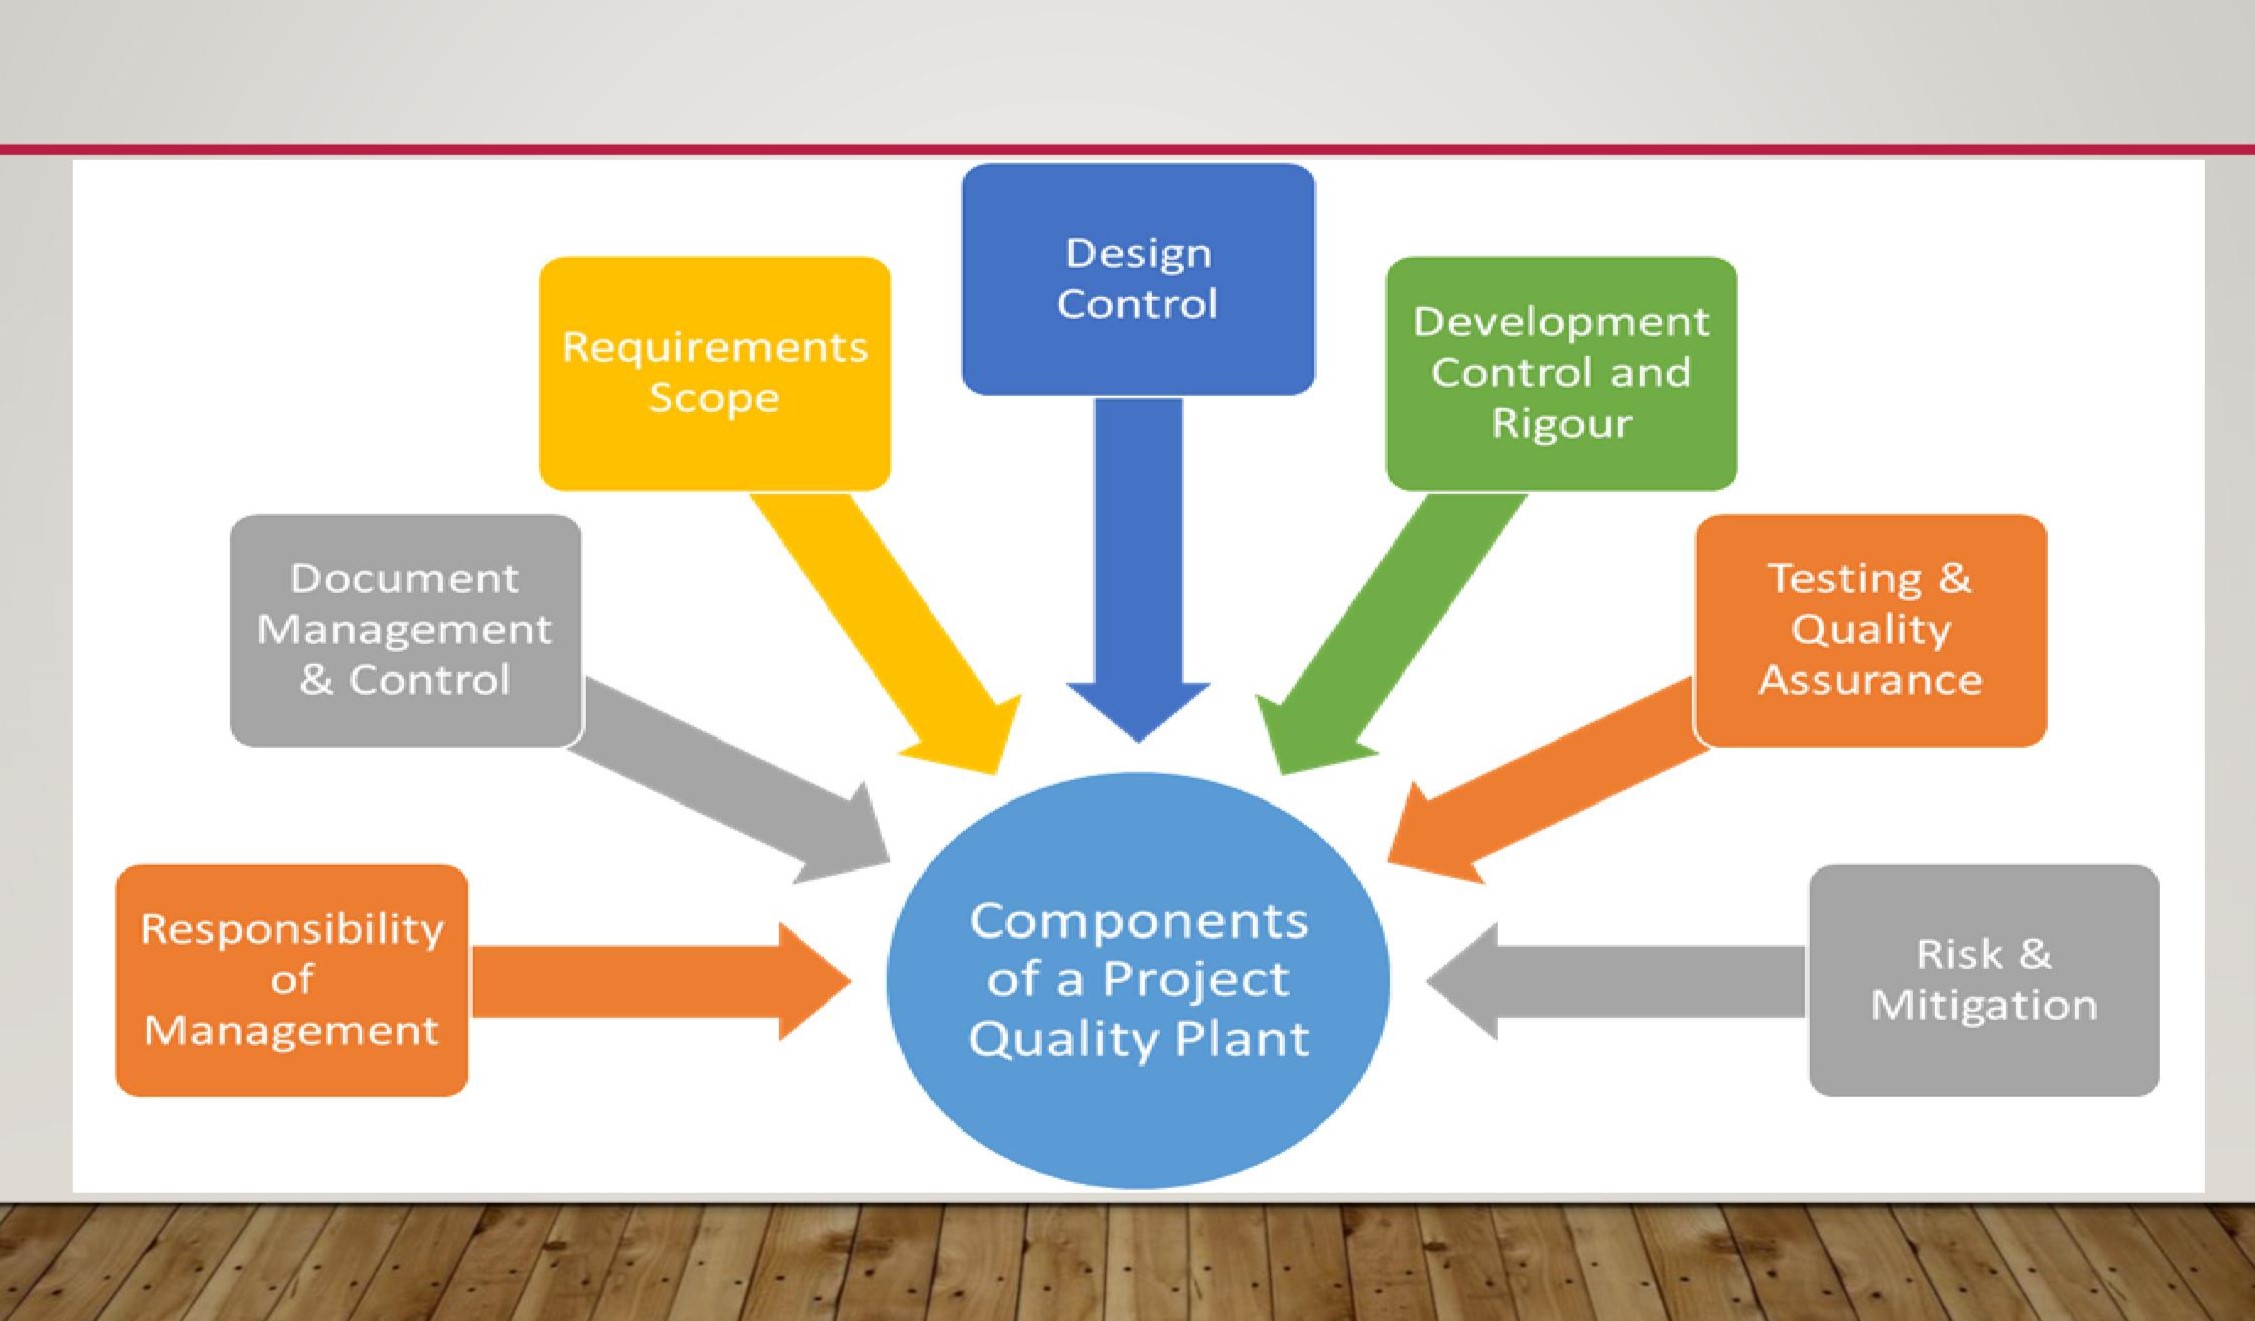 Design
Control
Requirements
Scope
Development
Control and
Rigour
Document
Management
& Control
Testing &
Quality
Assurance
Responsibility
of
Management
Components
of a Project
Quality Plant
Risk &
Mitigation